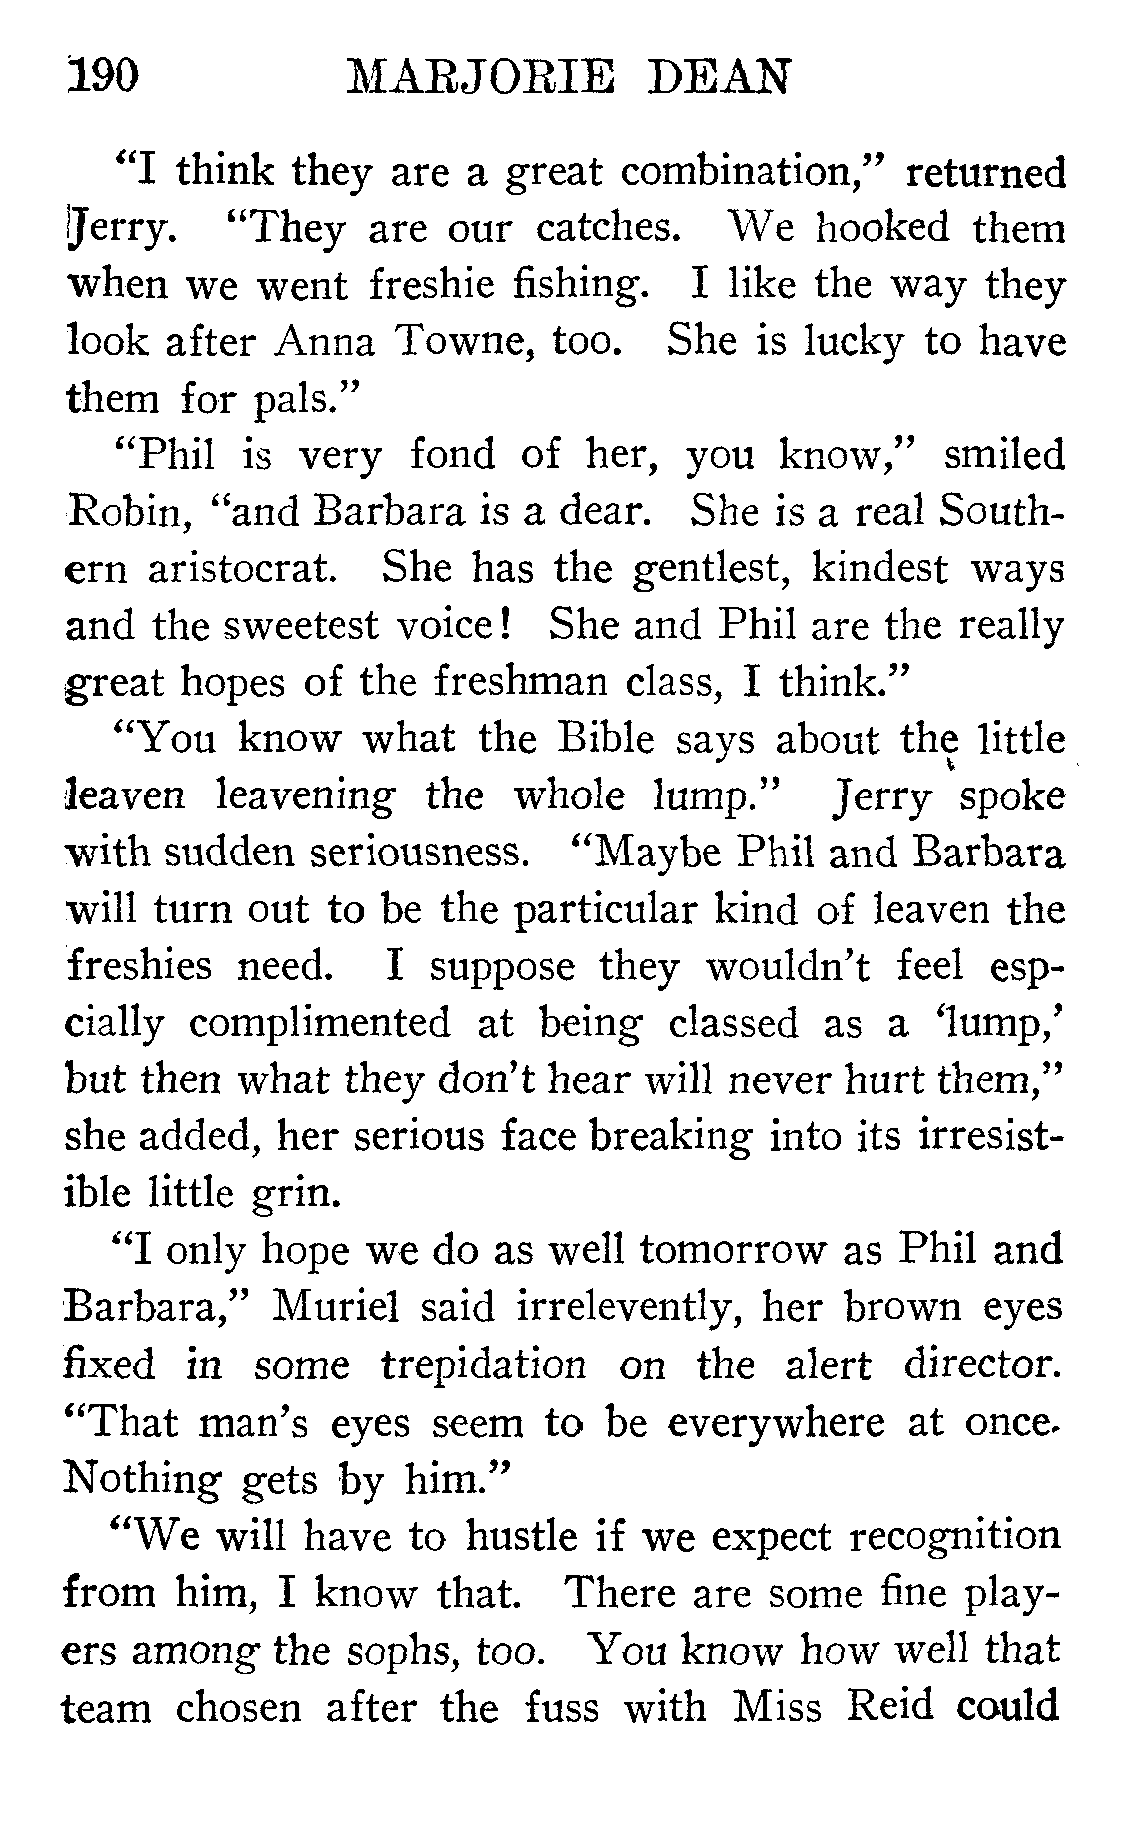 190 MARJORIE DEAN
“I think they are a great combination,” returned
Jerry. “They are our catches. We hooked them
when we went freshie fishing. I like the way they
look after Anna Towne, too. She is lucky to have
them for pals.”
“Phil is very fond of her, you know,” smiled
Robin, “and Barbara is a dear. She is a real South-
ern aristocrat. She has the gentlest, kindest ways
and the sweetest voice! She and Phil are the really
great hopes of the freshman class, I think.”
“You know what the Bible says about the little
leaven leavening the whole lump.” Jerry spoke
with sudden seriousness. “Maybe Phil and Barbara
will turn out to be the particular kind of leaven the
freshies need. I suppose they wouldn’t feel esp-
cially complimented at being classed as a ‘lump,’
but then what they don’t hear will never hurt them,”
she added, her serious face breaking into its irresist-
ible little grin.
“I only hope we do as well tomorrow as Phil and
Barbara,” Muriel said irrelevently, her brown eyes
fixed in some trepidation on the alert director.
“That man’s eyes seem to be everywhere at once.
Nothing gets by him.”
“We will have to hustle if we expect recognition
from him, I know that. There are some fine play-
ers among the sophs, too. You know how well that
team chosen after the fuss with Miss Reid could